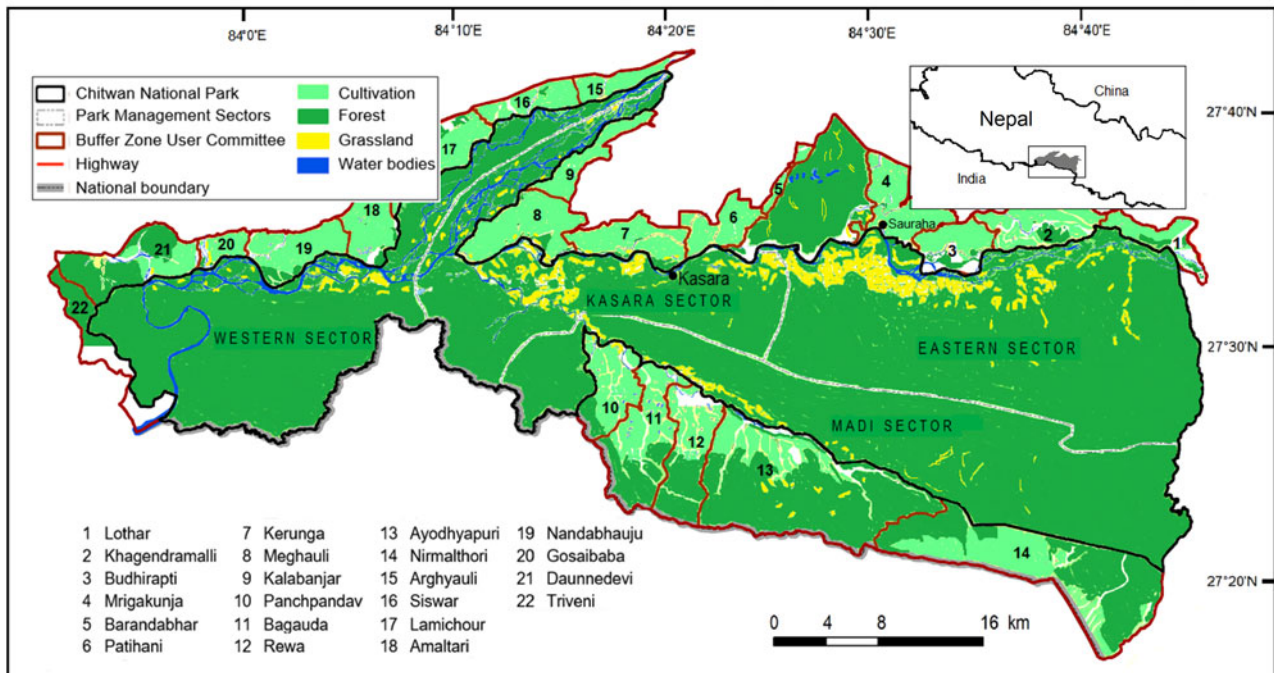 84°0'E 84°10'E 84°20'E 84°30'E 84°40'E
Chitwan National Park
Park Management Sectors
Buffer Zone User Committee
Highway
National boundary
Cultivation
Forest
Grassland
Water bodies
China
Nepal
India
27°40'N
27°30'N
27°20'N
16
15
17
9
18
8
7
6
5
4
Sauraha
3
2
1
21
20
19
22
Kasara
KASARA SECTOR
WESTERN SECTOR
EASTERN SECTOR
MADI SECTOR
10
11
12
13
14
1 Lothar
2 Khagendramalli
3 Budhirapti
4 Mrigakunja
5 Barandabhar
6 Patihani
7 Kerunga
8 Meghauli
9 Kalabanjar
10 Panchpandav
11 Bagauda
12 Rewa
13 Ayodhyapuri
14 Nirmalthori
15 Arghyauli
16 Siswar
17 Lamichour
18 Amaltari
19 Nandabhauju
20 Gosaibaba
21 Daunnedevi
22 Triveni
0 4 8 16 km